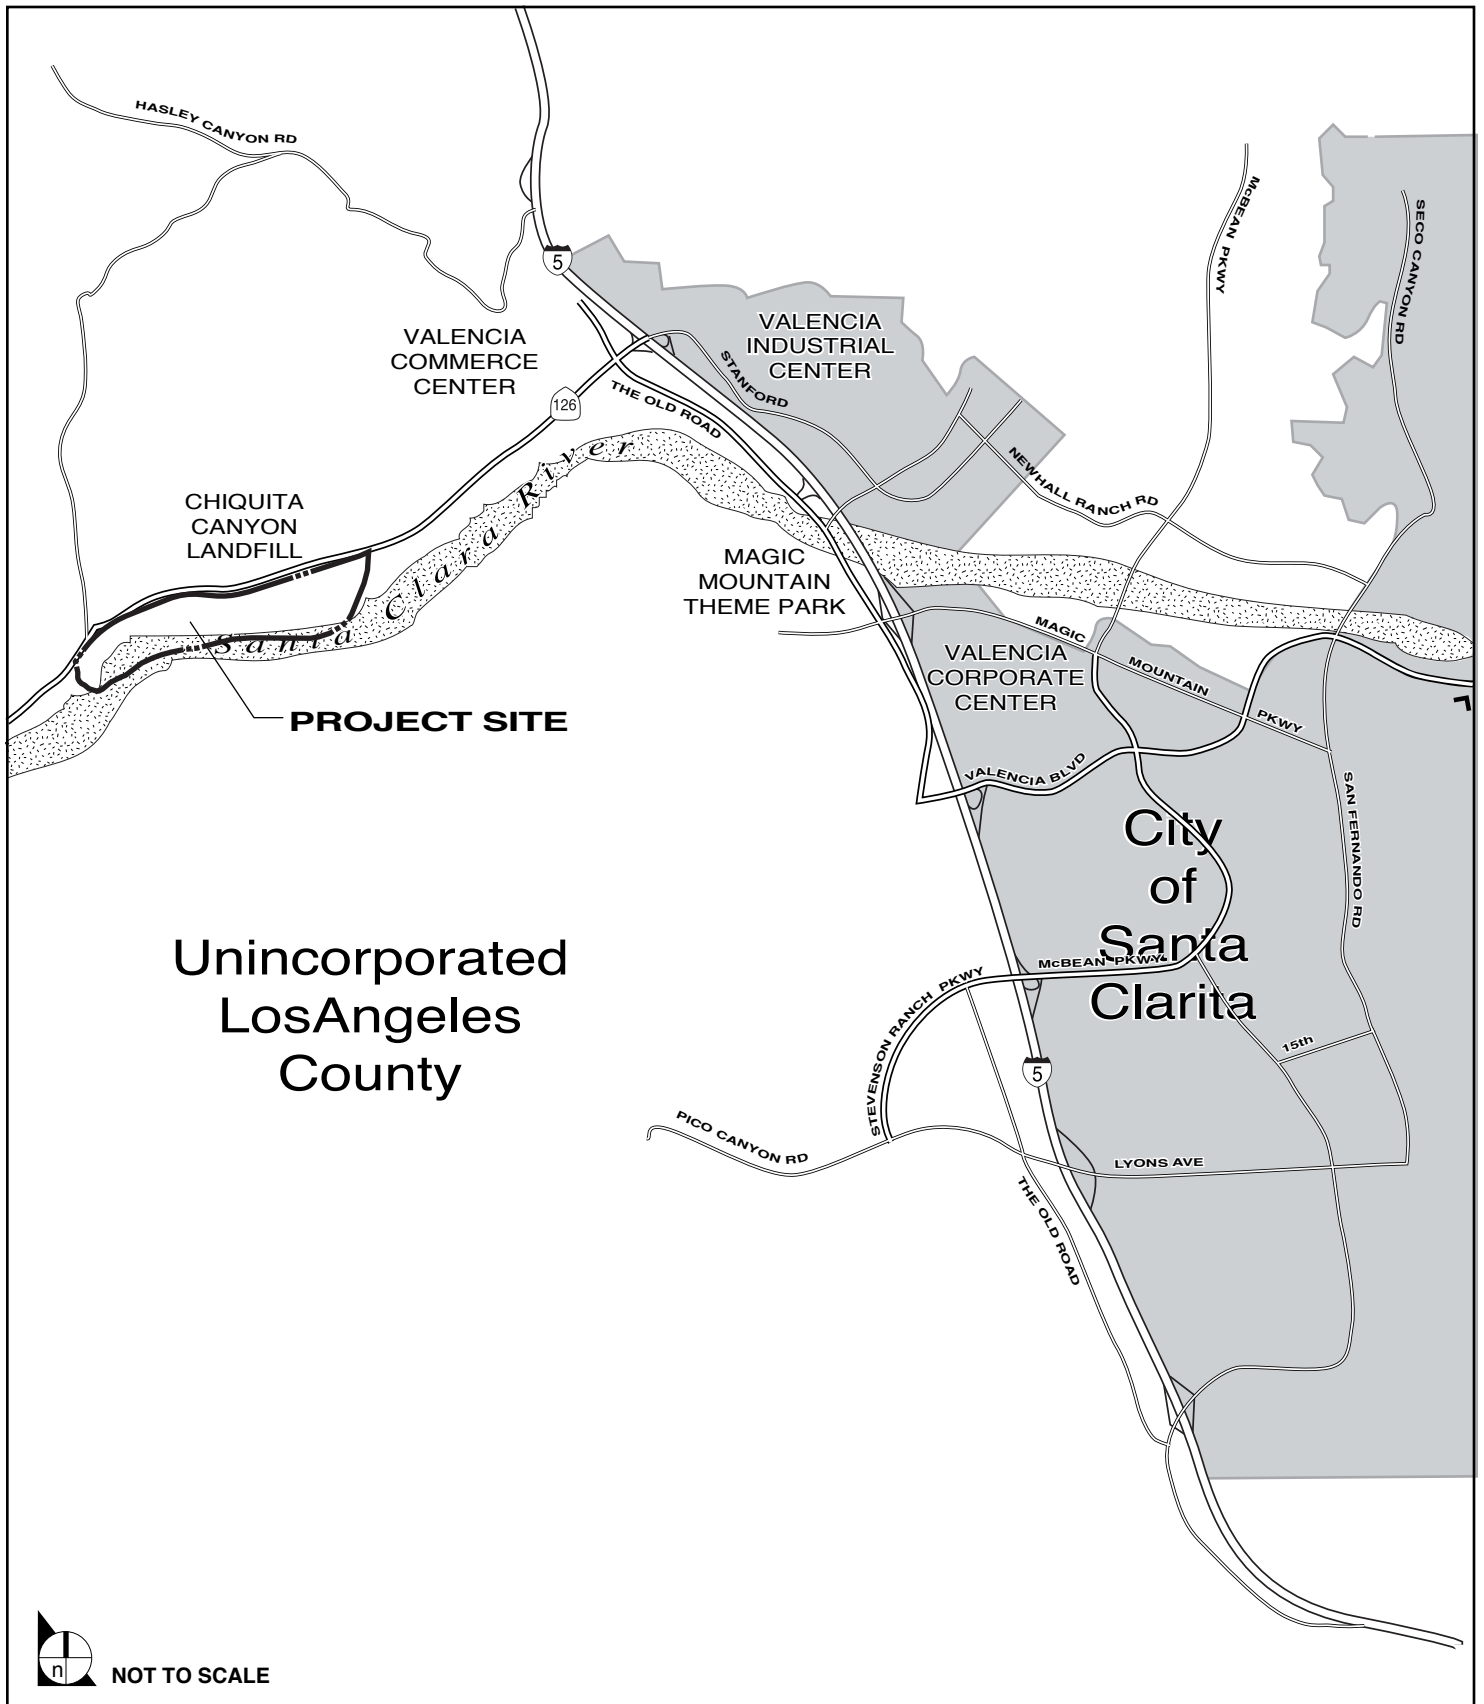 HASLEY CANYON RD
McBEAN PKWY
SECO CANYON RD
5
VALENCIA
COMMERCE
CENTER
VALENCIA
INDUSTRIAL
CENTER
STANFORD
126
THE OLD ROAD
Santa Clara River
NEWHALL RANCH RD
CHIQUITA
CANYON
LANDFILL
MAGIC
MOUNTAIN
THEME PARK
MAGIC MOUNTAIN PKWY
VALENCIA
CORPORATE
CENTER
PROJECT SITE
VALENCIA BLVD
SAN FERNANDO RD
City
of
Santa
Clarita
Unincorporated
LosAngeles
County
McBEAN PKWY
STEVENSON RANCH PKWY
15th
5
PICO CANYON RD
LYONS AVE
THE OLD ROAD
n
NOT TO SCALE